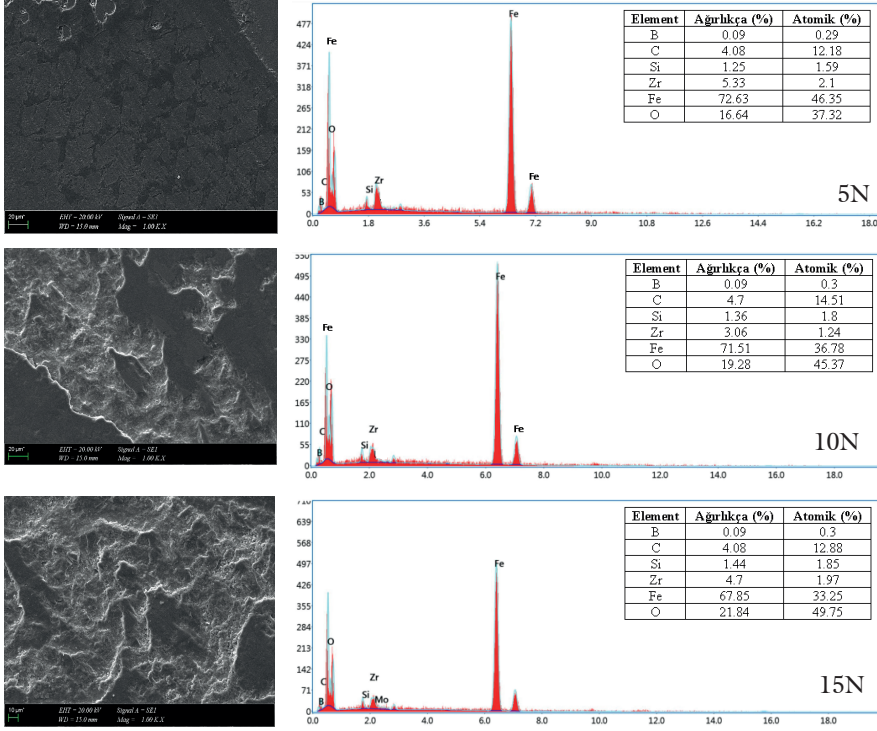 20 µm EHT = 20.00 kV Signal A = SE1
WD = 15.0 mm Mag = 1.00 K X
477
424
371
318
265
212
159
106
53
0
0.0 1.8 3.6 5.4 7.2 9.0 10.8 12.6 14.4 16.2 18.0
Fe
O
C
B
Si
Zr
Fe
Fe
Element Ağırlıkça (%) Atomik (%)
B 0.09 0.29
C 4.08 12.18
Si 1.25 1.59
Zr 5.33 2.1
Fe 72.63 46.35
O 16.64 37.32
5N
20 µm EHT = 20.00 kV Signal A = SE1
WD = 15.0 mm Mag = 1.00 K X
550
495
440
385
330
275
220
165
110
55
0
0.0 2.0 4.0 6.0 8.0 10.0 12.0 14.0 16.0 18.0
Fe
O
C
B
Si
Zr
Fe
Fe
Element Ağırlıkça (%) Atomik (%)
B 0.09 0.3
C 4.7 14.51
Si 1.36 1.8
Zr 3.06 1.24
Fe 71.51 36.78
O 19.28 45.37
10N
10 µm EHT = 20.00 kV Signal A = SE1
WD = 15.0 mm Mag = 1.00 K X
710
639
568
497
426
355
284
213
142
71
0
0.0 2.0 4.0 6.0 8.0 10.0 12.0 14.0 16.0 18.0
O
C
B
Si
Zr
Mo
Fe
Element Ağırlıkça (%) Atomik (%)
B 0.09 0.3
C 4.08 12.88
Si 1.44 1.85
Zr 4.7 1.97
Fe 67.85 33.25
O 21.84 49.75
15N